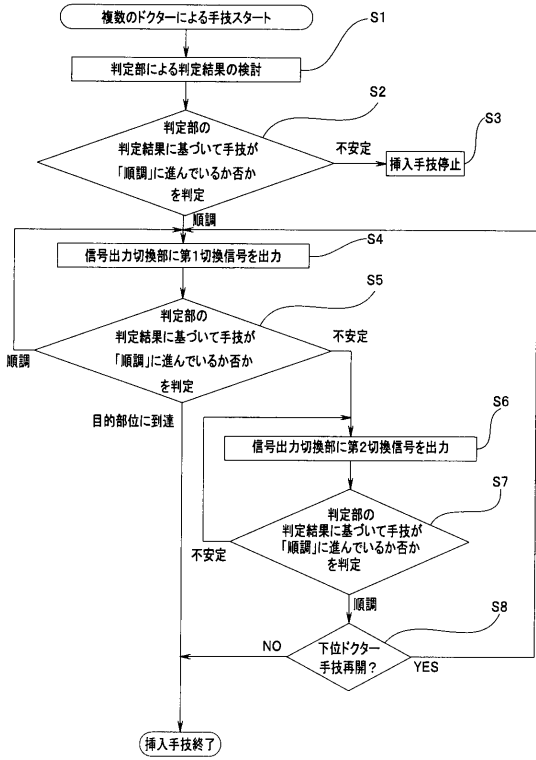 複数のドクターによる手技スタート
S1
判定部による判定結果の検討
S2
判定部の
判定結果に基づいて手技が
「順調」に進んでいるか否か
を判定
不安定
S3
挿入手技停止
順調
S4
信号出力切換部に第1切換信号を出力
S5
判定部の
判定結果に基づいて手技が
「順調」に進んでいるか否か
を判定
順調
不安定
目的部位に到達
S6
信号出力切換部に第2切換信号を出力
S7
判定部の
判定結果に基づいて手技が
「順調」に進んでいるか否か
を判定
不安定
順調
S8
下位ドクター
手技再開?
NO
YES
挿入手技終了